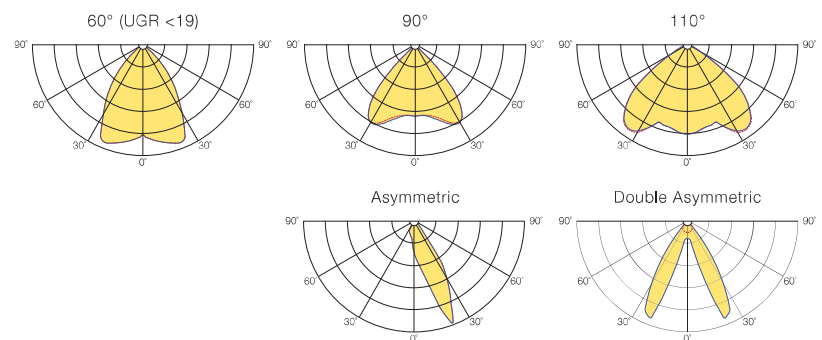 60° (UGR <19)
90°
110°
90° 90° 90° 90° 90° 90°
60° 60° 60° 60° 60° 60°
30° 30° 30° 30° 30° 30°
0° 0° 0°
Asymmetric
Double Asymmetric
90° 90° 90° 90°
60° 60° 60° 60°
30° 30° 30° 30°
0° 0°